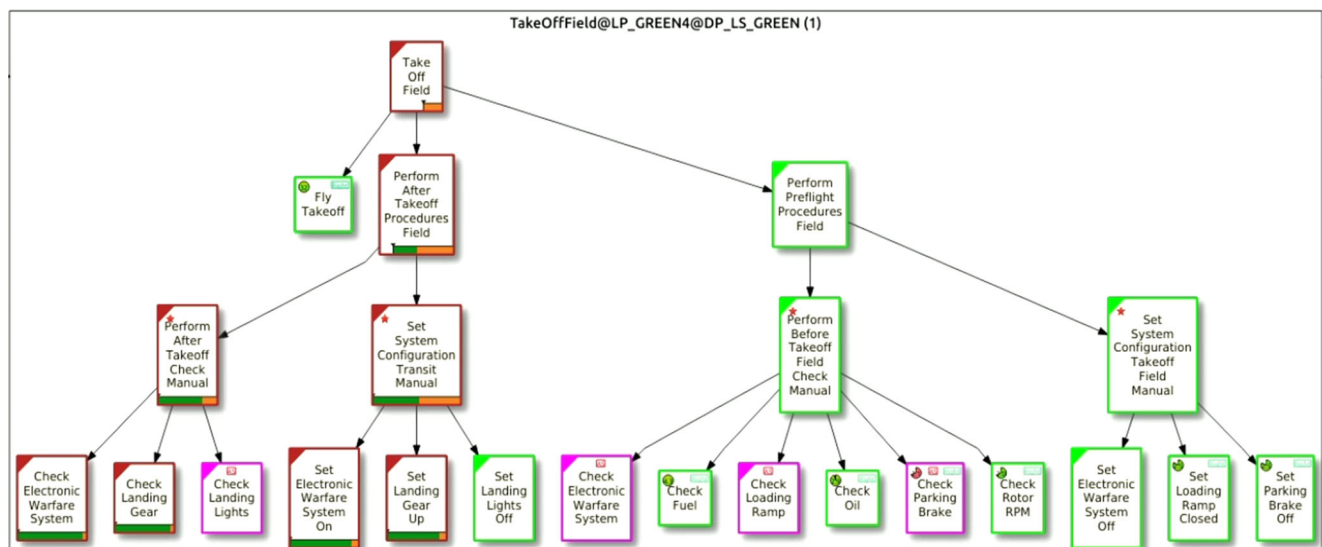 TakeOffField@LP_GREEN4@DP_LS_GREEN (1)
Take
Off
Field
Fly
Takeoff
Perform
After
Takeoff
Procedures
Field
Perform
Preflight
Procedures
Field
Perform
After
Takeoff
Check
Manual
Set
System
Configuration
Transit
Manual
Perform
Before
Takeoff
Field
Check
Manual
Set
System
Configuration
Takeoff
Field
Manual
Check
Electronic
Warfare
System
Check
Landing
Gear
Check
Landing
Lights
Set
Electronic
Warfare
System
On
Set
Landing
Gear
Up
Set
Landing
Lights
Off
Check
Electronic
Warfare
System
Check
Fuel
Check
Loading
Ramp
Check
Oil
Check
Parking
Brake
Check
Rotor
RPM
Set
Electronic
Warfare
System
Off
Set
Loading
Ramp
Closed
Set
Parking
Brake
Off